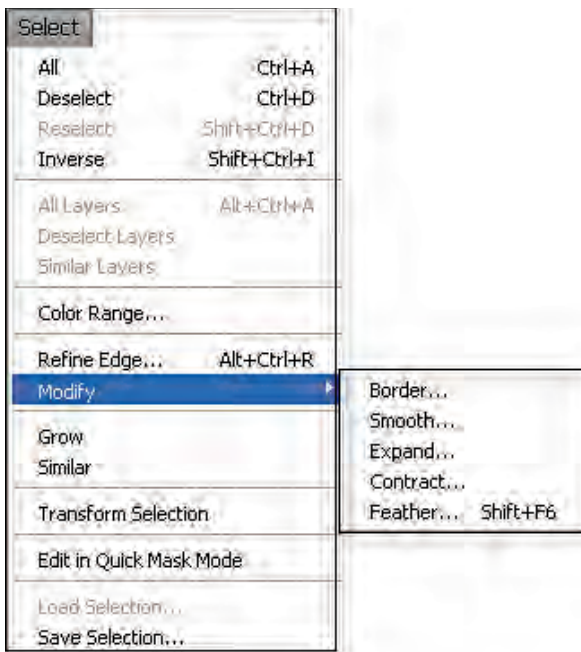 Select
All Ctrl+A
Deselect Ctrl+D
Reselect Shift+Ctrl+D
Inverse Shift+Ctrl+I
All Layers Alt+Ctrl+A
Deselect Layers
Similar Layers
Color Range...
Refine Edge... Alt+Ctrl+R
Modify
Border...
Smooth...
Expand...
Contract...
Feather... Shift+F6
Grow
Similar
Transform Selection
Edit in Quick Mask Mode
Load Selection...
Save Selection...